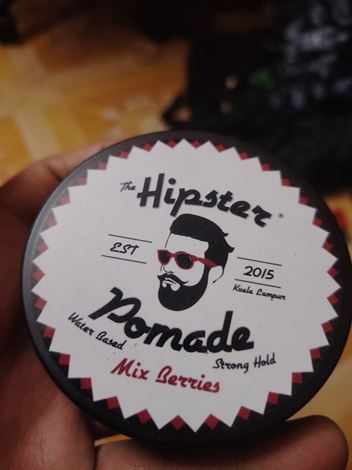 The Hipster®
EST 2015
Kuala Lumpur
Pomade
Water Based Strong Hold
Mix Berries